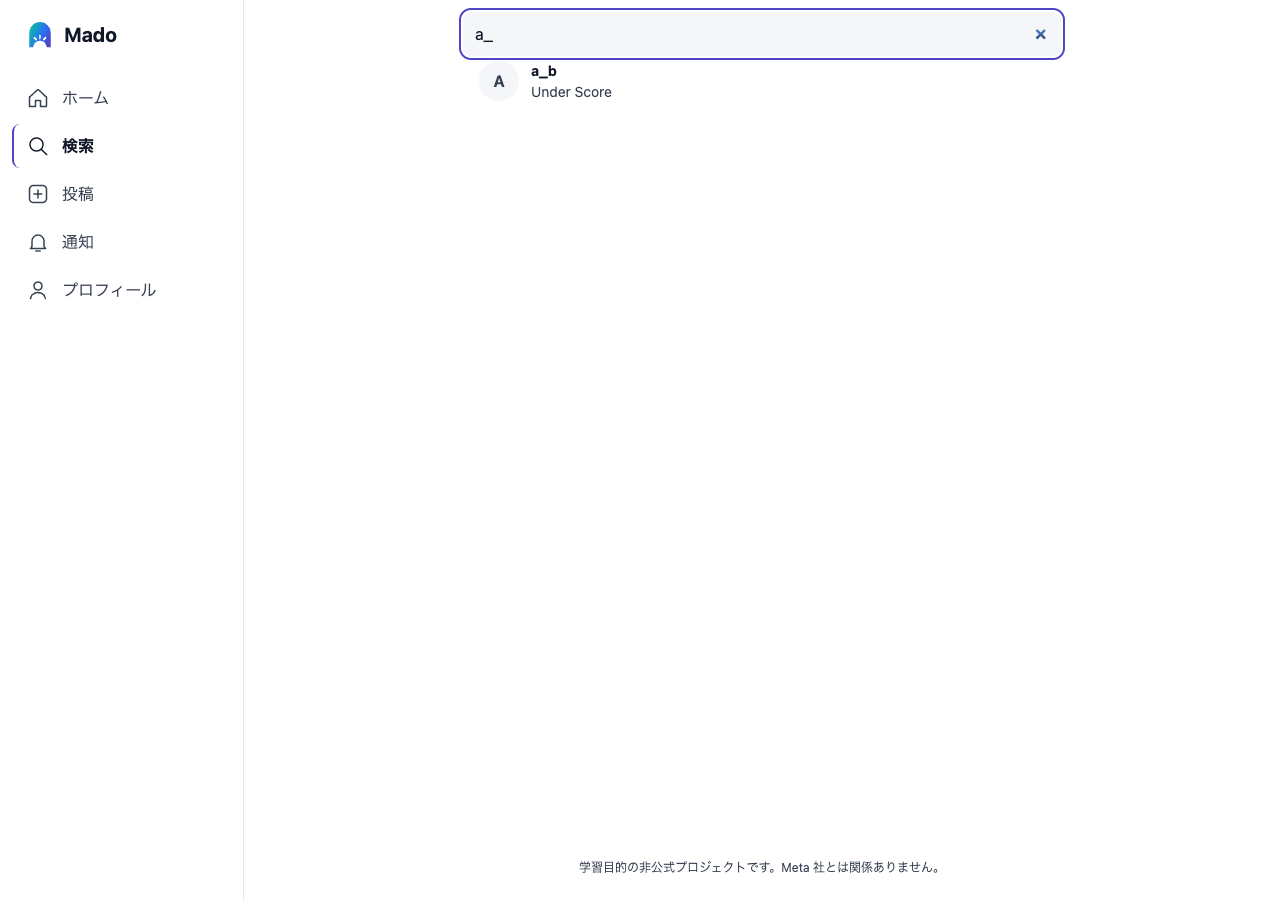 Mado
ホーム
検索
投稿
通知
プロフィール
a_
A
a_b
Under Score
学習目的の非公式プロジェクトです。Meta 社とは関係ありません。